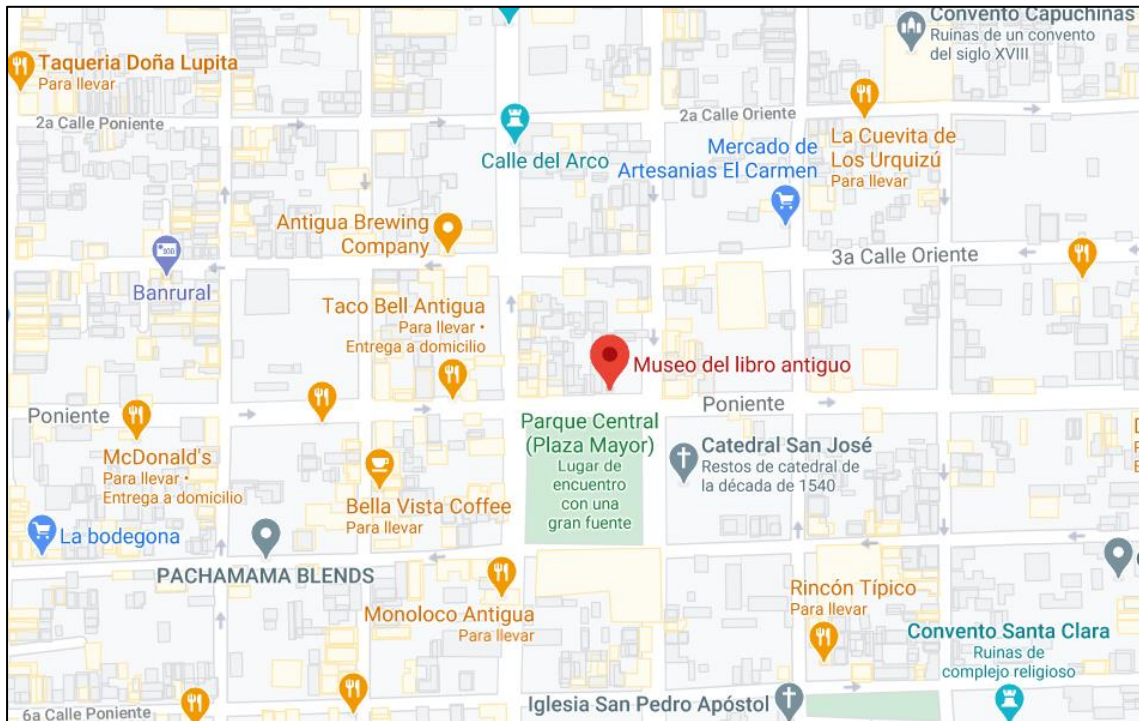 Convento Capuchinas
Ruinas de un convento
del siglo XVIII
Taqueria Doña Lupita
Para llevar
2a Calle Poniente
2a Calle Oriente
Calle del Arco
Mercado de
Artesanias El Carmen
La Cuevita de
Los Urquizú
Para llevar
Antigua Brewing
Company
3a Calle Oriente
Banrural
Taco Bell Antigua
Para llevar •
Entrega a domicilio
Museo del libro antiguo
Poniente
Poniente
McDonald's
Para llevar •
Entrega a domicilio
Parque Central
(Plaza Mayor)
Lugar de
encuentro
con una
gran fuente
Catedral San José
Restos de catedral de
la década de 1540
Bella Vista Coffee
Para llevar
La bodegona
PACHAMAMA BLENDS
Monoloco Antigua
Para llevar
Rincón Típico
Para llevar
Convento Santa Clara
Ruinas de
complejo religioso
Iglesia San Pedro Apóstol
6a Calle Poniente